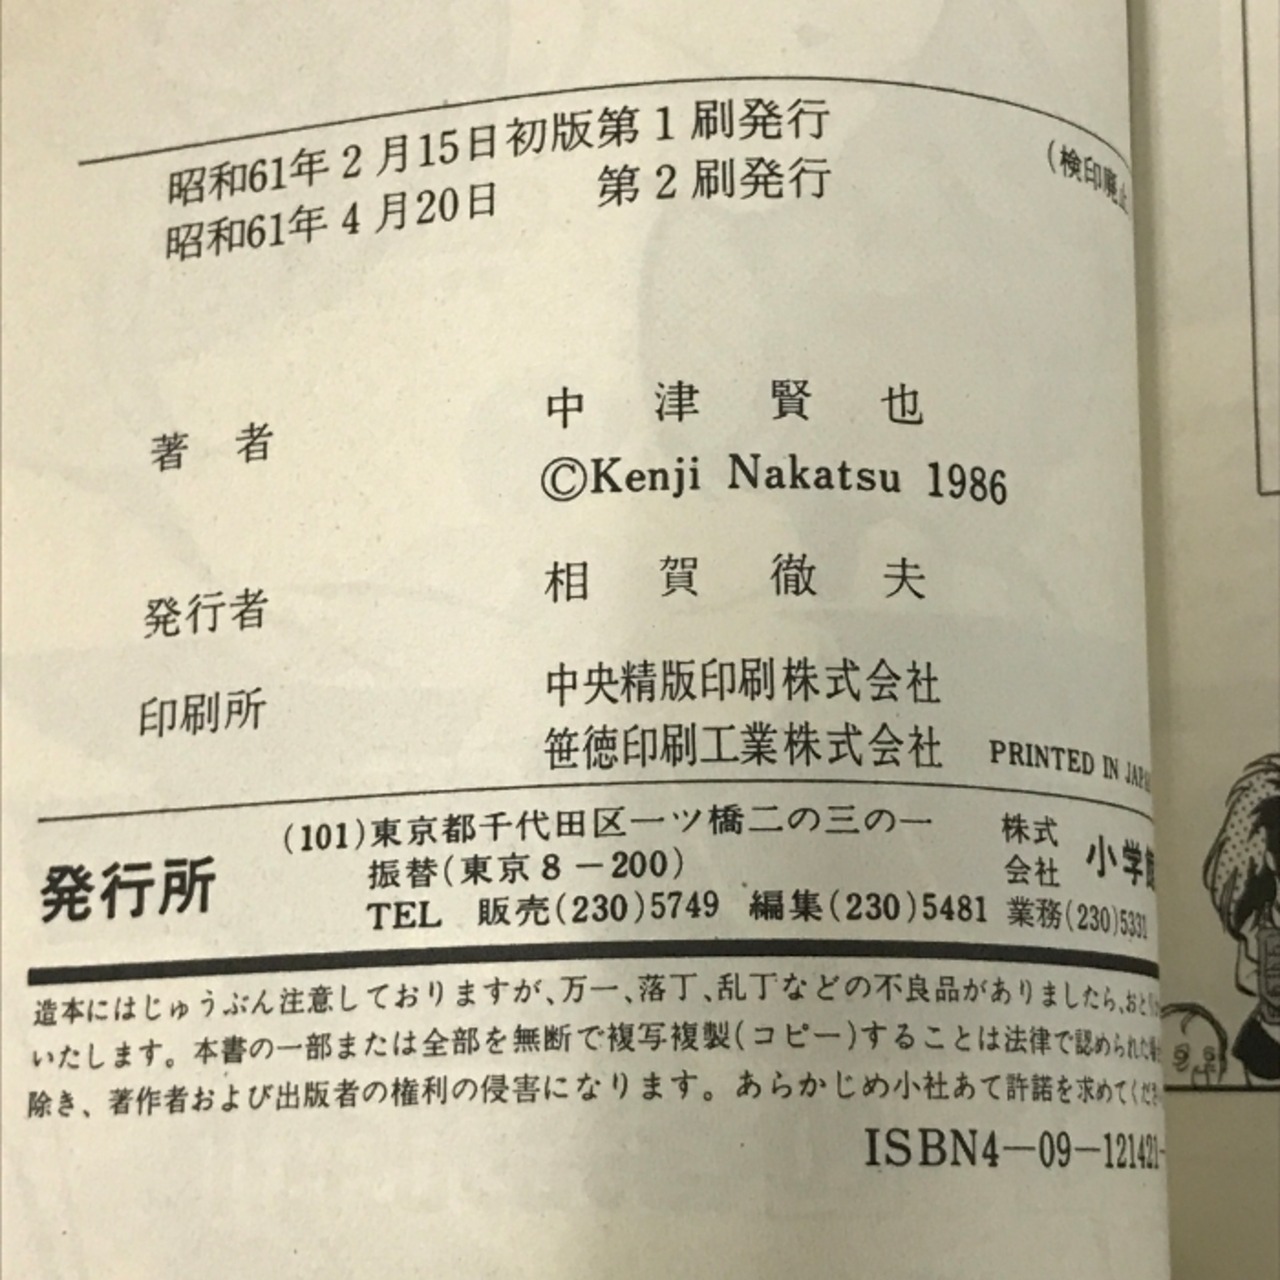 昭和61年2月15日初版第1刷発行
昭和61年4月20日　第2刷発行
(検印廃止
著者　中津賢也
©Kenji Nakatsu 1986
発行者　相賀徹夫
印刷所　中央精版印刷株式会社
笹徳印刷工業株式会社
PRINTED IN JAPA
発行所
(101)東京都千代田区一ツ橋二の三の一
振替(東京8-200)
TEL 販売(230)5749 編集(230)5481 業務(230)5331
株式会社 小学館
造本にはじゅうぶん注意しておりますが、万一、落丁、乱丁などの不良品がありましたら、おと
いたします。本書の一部または全部を無断で複写複製(コピー)することは法律で認められた
除き、著作者および出版者の権利の侵害になります。あらかじめ小社あて許諾を求めてくださ
ISBN4-09-121421-